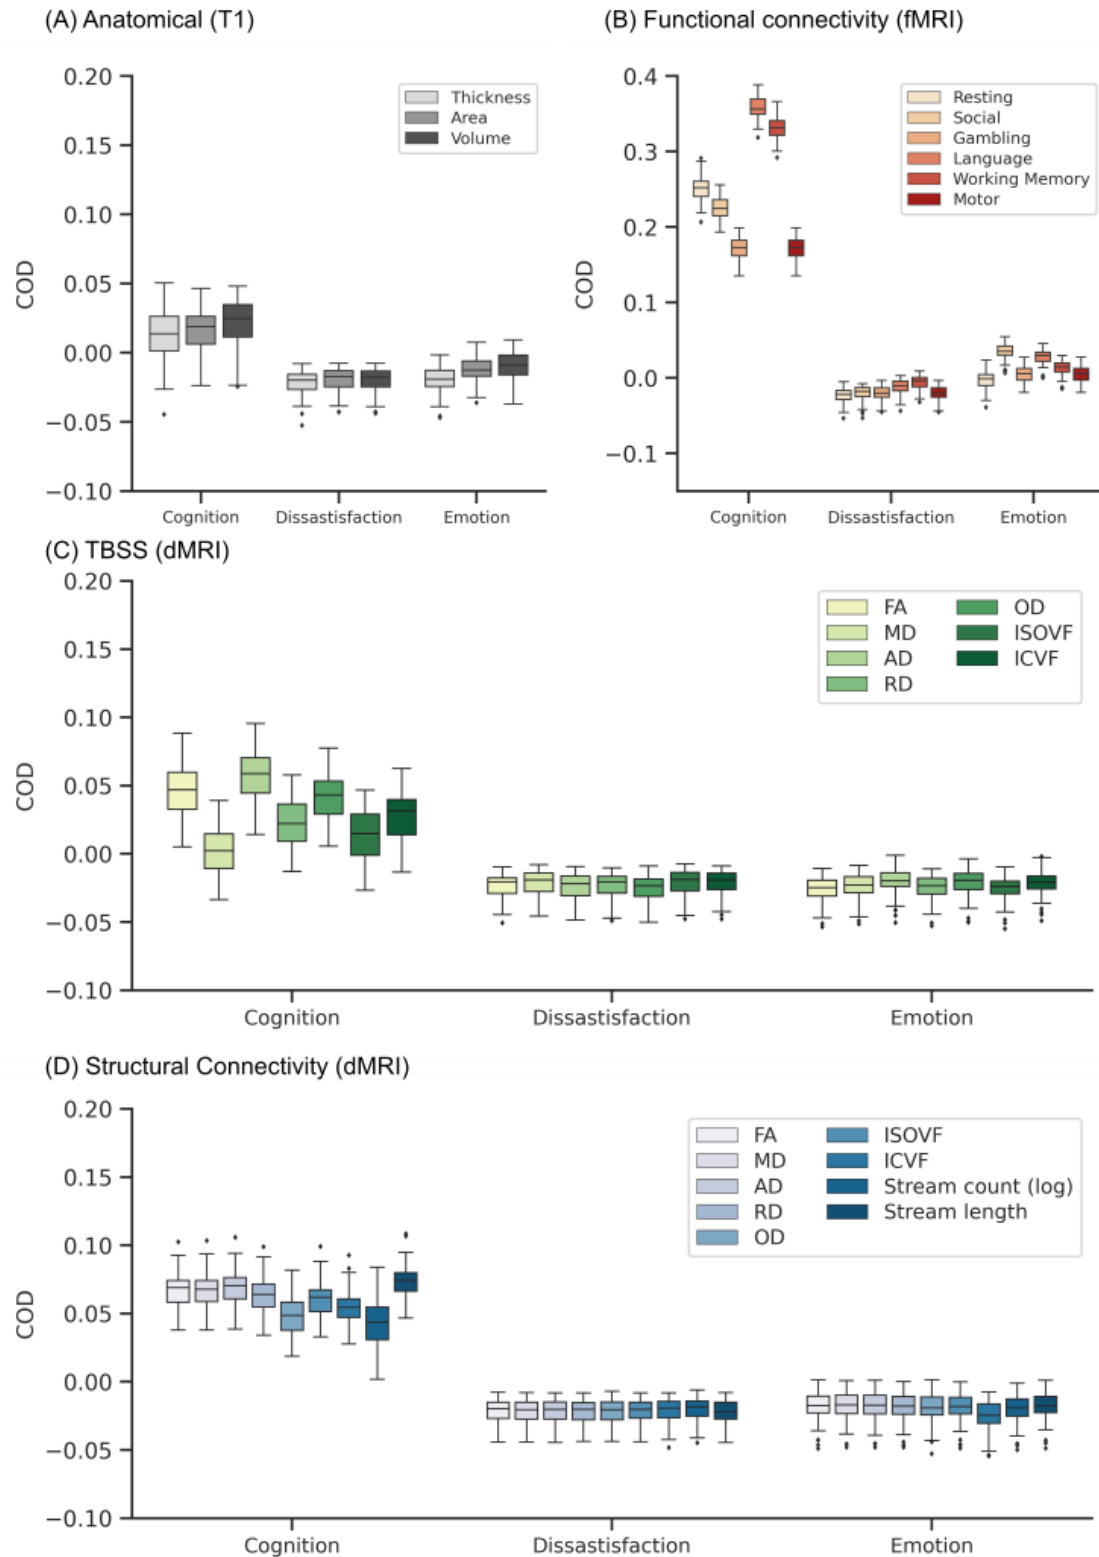 (A) Anatomical (T1)
(B) Functional connectivity (fMRI)
0.20
0.15
0.10
0.05
0.00
−0.05
−0.10
COD
Thickness
Area
Volume
Cognition
Dissastisfaction
Emotion
0.4
0.3
0.2
0.1
0.0
−0.1
COD
Resting
Social
Gambling
Language
Working Memory
Motor
Cognition
Dissastisfaction
Emotion
(C) TBSS (dMRI)
0.20
0.15
0.10
0.05
0.00
−0.05
−0.10
COD
FA
MD
AD
RD
OD
ISOVF
ICVF
Cognition
Dissastisfaction
Emotion
(D) Structural Connectivity (dMRI)
0.20
0.15
0.10
0.05
0.00
−0.05
−0.10
COD
FA
MD
AD
RD
OD
ISOVF
ICVF
Stream count (log)
Stream length
Cognition
Dissastisfaction
Emotion